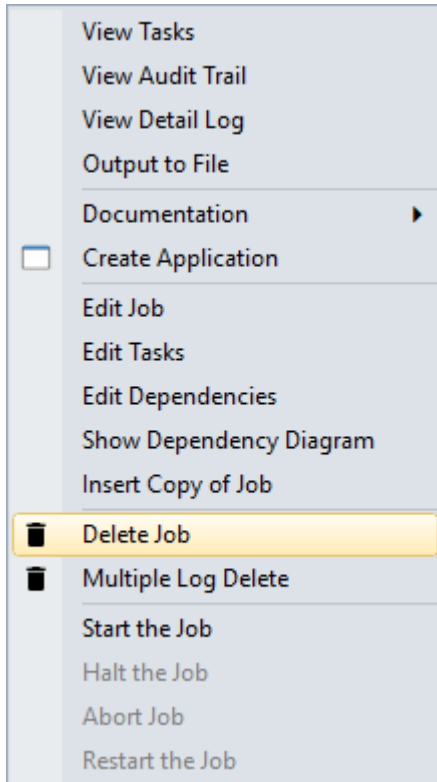 View Tasks
View Audit Trail
View Detail Log
Output to File
Documentation
Create Application
Edit Job
Edit Tasks
Edit Dependencies
Show Dependency Diagram
Insert Copy of Job
Delete Job
Multiple Log Delete
Start the Job
Halt the Job
Abort Job
Restart the Job